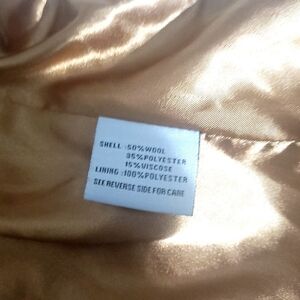 SHELL :50%WOOL
35%POLYESTER
15%VISCOSE
LINING :100%POLYESTER
SEE REVERSE SIDE FOR CARE